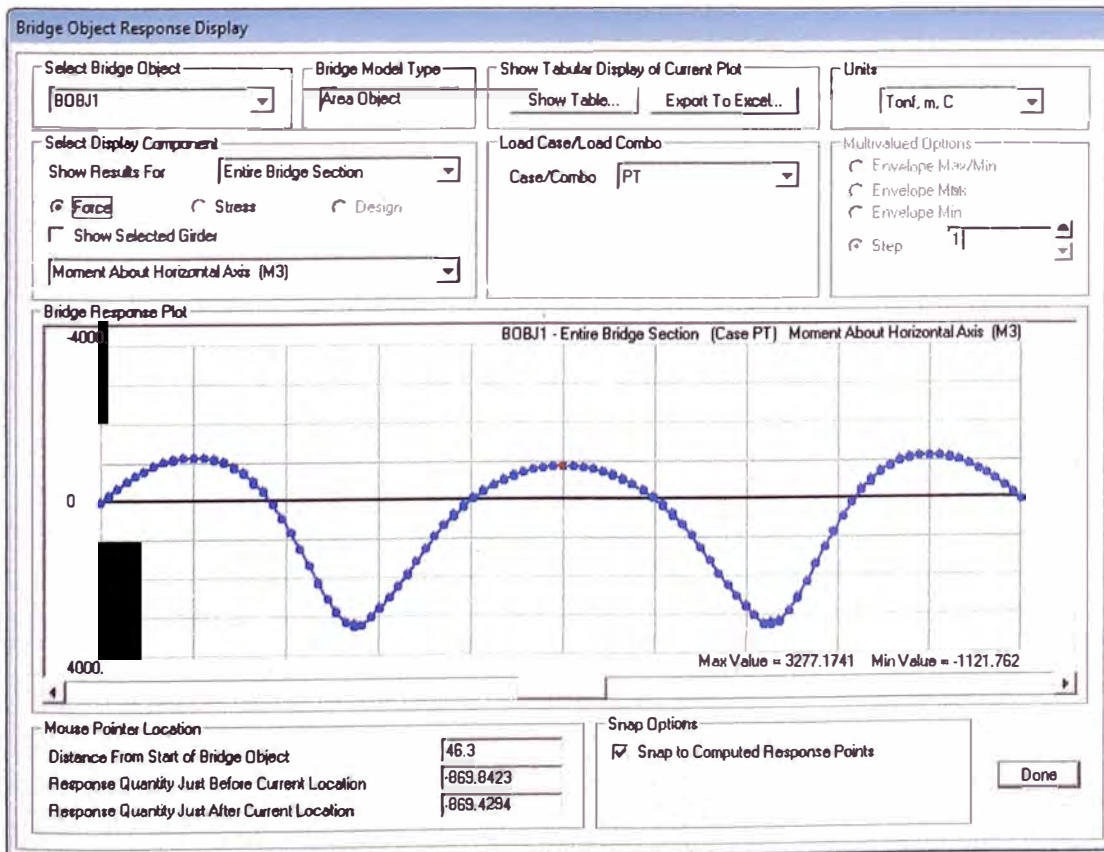 Bridge Object Response Display
Select Bridge Object
BOBJ1
Bridge Model Type
Area Object
Show Tabular Display of Current Plot
Show Table...
Export To Excel...
Units
Tonf, m, C
Select Display Component
Show Results For
Entire Bridge Section
Force
Stress
Design
Show Selected Girder
Moment About Horizontal Axis (M3)
Load Case/Load Combo
Case/Combo
PT
Multivalued Options
Envelope Max/Min
Envelope Max
Envelope Min
Step
1
Bridge Response Plot
BOBJ1 - Entire Bridge Section (Case PT) Moment About Horizontal Axis (M3)
-4000.
0
4000.
Max Value = 3277.1741 Min Value = -1121.762
Mouse Pointer Location
Distance From Start of Bridge Object
46.3
Response Quantity Just Before Current Location
-869.8423
Response Quantity Just After Current Location
-869.4294
Snap Options
Snap to Computed Response Points
Done